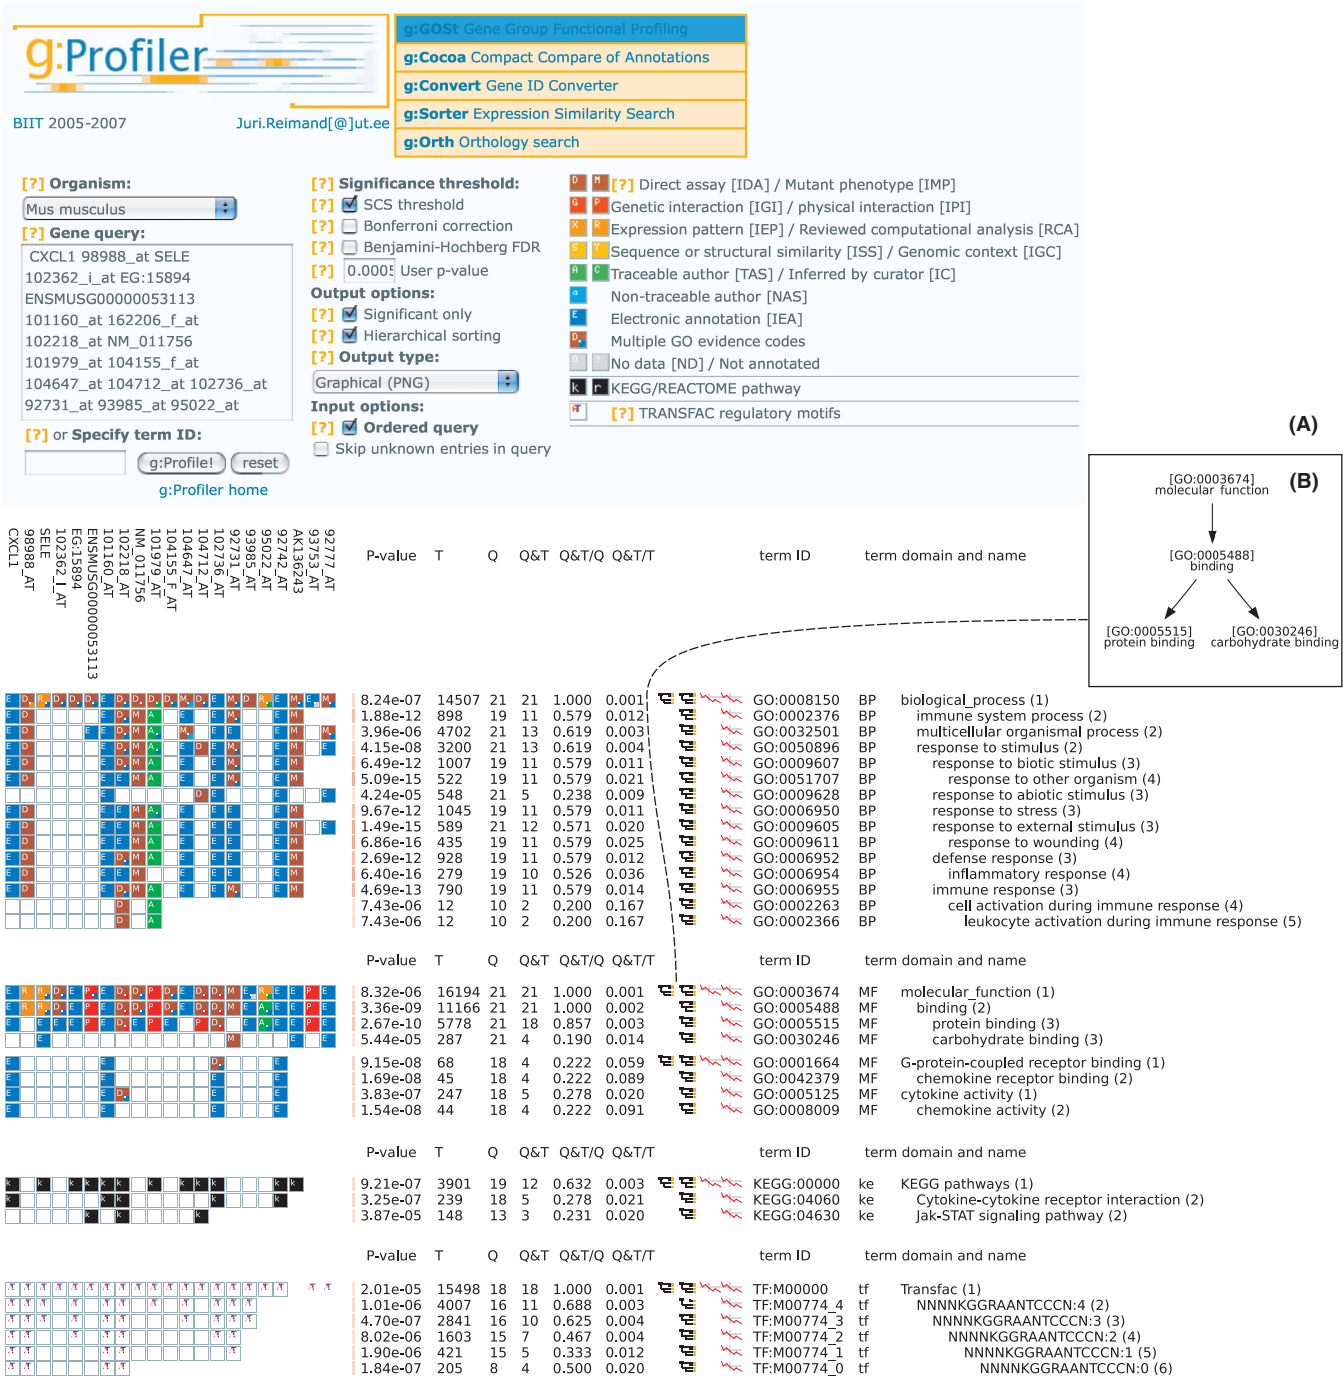 g:Profiler
BIIT 2005-2007
Juri.Reimand[@]ut.ee
g:GOSt Gene Group Functional Profiling
g:Cocoa Compact Compare of Annotations
g:Convert Gene ID Converter
g:Sorter Expression Similarity Search
g:Orth Orthology search
[?] Organism:
Mus musculus
[?] Gene query:
CXCL1 98988_at SELE
102362_i_at EG:15894
ENSMUSG00000053113
101160_at 162206_f_at
102218_at NM_011756
101979_at 104155_f_at
104647_at 104712_at 102736_at
92731_at 93985_at 95022_at
[?] or Specify term ID:
g:Profile! reset
g:Profiler home
[?] Significance threshold:
[?] SCS threshold
[?] Bonferroni correction
[?] Benjamini-Hochberg FDR
[?] 0.0005 User p-value
Output options:
[?] Significant only
[?] Hierarchical sorting
[?] Output type:
Graphical (PNG)
Input options:
[?] Ordered query
Skip unknown entries in query
D M [?] Direct assay [IDA] / Mutant phenotype [IMP]
G P Genetic interaction [IGI] / physical interaction [IPI]
X R Expression pattern [IEP] / Reviewed computational analysis [RCA]
S Y Sequence or structural similarity [ISS] / Genomic context [IGC]
A C Traceable author [TAS] / Inferred by curator [IC]
a Non-traceable author [NAS]
E Electronic annotation [IEA]
D Multiple GO evidence codes
No data [ND] / Not annotated
k r KEGG/REACTOME pathway
[?] TRANSFAC regulatory motifs
(A)
(B)
[GO:0003674]
molecular_function
[GO:0005488]
binding
[GO:0005515]
protein binding
[GO:0030246]
carbohydrate binding
CXCL1
98988_AT
SELE
102362_I_AT
EG:15894
ENSMUSG00000053113
101160_AT
102218_AT
NM_011756
101979_AT
104155_F_AT
104647_AT
104712_AT
102736_AT
92731_AT
93985_AT
95022_AT
92742_AT
AK136243
93753_AT
92777_AT
P-value T Q Q&T Q&T/Q Q&T/T term ID term domain and name
8.24e-07 14507 21 21 1.000 0.001 GO:0008150 BP biological_process (1)
1.88e-12 898 19 11 0.579 0.012 GO:0002376 BP immune system process (2)
3.96e-06 4702 21 13 0.619 0.003 GO:0032501 BP multicellular organismal process (2)
4.15e-08 3200 21 13 0.619 0.004 GO:0050896 BP response to stimulus (2)
6.49e-12 1007 19 11 0.579 0.011 GO:0009607 BP response to biotic stimulus (3)
5.09e-15 522 19 11 0.579 0.021 GO:0051707 BP response to other organism (4)
4.24e-05 548 21 5 0.238 0.009 GO:0009628 BP response to abiotic stimulus (3)
9.67e-12 1045 19 11 0.579 0.011 GO:0006950 BP response to stress (3)
1.49e-15 589 21 12 0.571 0.020 GO:0009605 BP response to external stimulus (3)
6.86e-16 435 19 11 0.579 0.025 GO:0009611 BP response to wounding (4)
2.69e-12 928 19 11 0.579 0.012 GO:0006952 BP defense response (3)
6.40e-16 279 19 10 0.526 0.036 GO:0006954 BP inflammatory response (4)
4.69e-13 790 19 11 0.579 0.014 GO:0006955 BP immune response (3)
7.43e-06 12 10 2 0.200 0.167 GO:0002263 BP cell activation during immune response (4)
7.43e-06 12 10 2 0.200 0.167 GO:0002366 BP leukocyte activation during immune response (5)
P-value T Q Q&T Q&T/Q Q&T/T term ID term domain and name
8.32e-06 16194 21 21 1.000 0.001 GO:0003674 MF molecular_function (1)
3.36e-09 11166 21 21 1.000 0.002 GO:0005488 MF binding (2)
2.67e-10 5778 21 18 0.857 0.003 GO:0005515 MF protein binding (3)
5.44e-05 287 21 4 0.190 0.014 GO:0030246 MF carbohydrate binding (3)
9.15e-08 68 18 4 0.222 0.059 GO:0001664 MF G-protein-coupled receptor binding (1)
1.69e-08 45 18 4 0.222 0.089 GO:0042379 MF chemokine receptor binding (2)
3.83e-07 247 18 5 0.278 0.020 GO:0005125 MF cytokine activity (1)
1.54e-08 44 18 4 0.222 0.091 GO:0008009 MF chemokine activity (2)
P-value T Q Q&T Q&T/Q Q&T/T term ID term domain and name
9.21e-07 3901 19 12 0.632 0.003 KEGG:00000 ke KEGG pathways (1)
3.25e-07 239 18 5 0.278 0.021 KEGG:04060 ke Cytokine-cytokine receptor interaction (2)
3.87e-05 148 13 3 0.231 0.020 KEGG:04630 ke Jak-STAT signaling pathway (2)
P-value T Q Q&T Q&T/Q Q&T/T term ID term domain and name
2.01e-05 15498 18 18 1.000 0.001 TF:M00000 tf Transfac (1)
1.01e-06 4007 16 11 0.688 0.003 TF:M00774_4 tf NNNNKGGRAANTCCCN:4 (2)
4.70e-07 2841 16 10 0.625 0.004 TF:M00774_3 tf NNNNKGGRAANTCCCN:3 (3)
8.02e-06 1603 15 7 0.467 0.004 TF:M00774_2 tf NNNNKGGRAANTCCCN:2 (4)
1.90e-06 421 15 5 0.333 0.012 TF:M00774_1 tf NNNNKGGRAANTCCCN:1 (5)
1.84e-07 205 8 4 0.500 0.020 TF:M00774_0 tf NNNNKGGRAANTCCCN:0 (6)